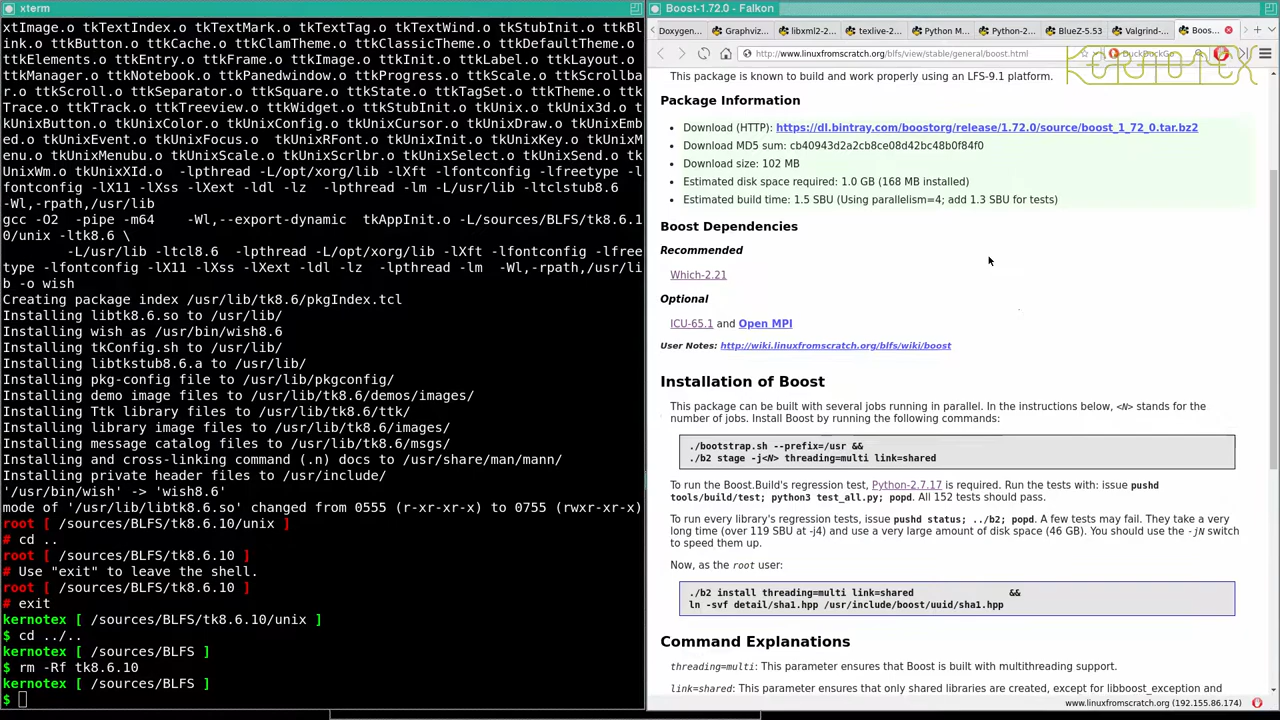 xterm
xtImage.o tkTextIndex.o tkTextMark.o tkTextTag.o tkTextWind.o tkStubInit.o ttkBl
ink.o ttkButton.o ttkCache.o ttkClamTheme.o ttkClassicTheme.o ttkDefaultTheme.o
ttkElements.o ttkEntry.o ttkFrame.o ttkImage.o ttkInit.o ttkLabel.o ttkLayout.o
ttkManager.o ttkNotebook.o ttkPanedwindow.o ttkProgress.o ttkScale.o ttkScrollba
r.o ttkScroll.o ttkSeparator.o ttkSquare.o ttkState.o ttkTagSet.o ttkTheme.o ttk
Trace.o ttkTrack.o ttkTreeview.o ttkWidget.o ttkStubInit.o tkUnix.o tkUnix3d.o t
kUnixButton.o tkUnixColor.o tkUnixConfig.o tkUnixCursor.o tkUnixDraw.o tkUnixEmb
ed.o tkUnixEvent.o tkUnixFocus.o tkUnixRFont.o tkUnixInit.o tkUnixKey.o tkUnixM
enu.o tkUnixMenubu.o tkUnixScale.o tkUnixScrlbr.o tkUnixSelect.o tkUnixSend.o tk
UnixWm.o tkUnixXId.o    -lpthread -L/opt/xorg/lib -lXft -lfontconfig -lfreetype -l
fontconfig -lX11 -lXss -lXext -ldl -lz  -lpthread -lm -L/usr/lib -ltclstub8.6
-Wl,-rpath,/usr/lib
gcc -O2  -pipe -m64    -Wl,--export-dynamic  tkAppInit.o -L/sources/BLFS/tk8.6.1
0/unix -ltk8.6 \
-L/usr/lib -ltcl8.6  -lpthread -L/opt/xorg/lib -lXft -lfontconfig -lfree
type -lfontconfig -lX11 -lXss -lXext -ldl -lz  -lpthread -lm  -Wl,-rpath,/usr/li
b -o wish
Creating package index /usr/lib/tk8.6/pkgIndex.tcl
Installing libtk8.6.so to /usr/lib/
Installing wish as /usr/bin/wish8.6
Installing tkConfig.sh to /usr/lib/
Installing libtkstub8.6.a to /usr/lib/
Installing pkg-config file to /usr/lib/pkgconfig/
Installing demo image files to /usr/lib/tk8.6/demos/images/
Installing Ttk library files to /usr/lib/tk8.6/ttk/
Installing library image files to /usr/lib/tk8.6/images/
Installing message catalog files to /usr/lib/tk8.6/msgs/
Installing and cross-linking command (.n) docs to /usr/share/man/mann/
Installing private header files to /usr/include/
'/usr/bin/wish' -> 'wish8.6'
mode of '/usr/lib/libtk8.6.so' changed from 0555 (r-xr-xr-x) to 0755 (rwxr-xr-x)
root [ /sources/BLFS/tk8.6.10/unix ]
# cd ..
root [ /sources/BLFS/tk8.6.10 ]
# Use "exit" to leave the shell.
root [ /sources/BLFS/tk8.6.10 ]
# exit
kernotex [ /sources/BLFS/tk8.6.10/unix ]
$ cd ../..
kernotex [ /sources/BLFS ]
$ rm -Rf tk8.6.10
kernotex [ /sources/BLFS ]
$
Boost-1.72.0 - Falkon
Doxygen... Graphviz... libxml2-2... texlive-2... Python M... Python-2... BlueZ-5.53 Valgrind-... Boos...
http://www.linuxfromscratch.org/blfs/view/stable/general/boost.html DuckDuckGo
kernotex
This package is known to build and work properly using an LFS-9.1 platform.
Package Information
• Download (HTTP): https://dl.bintray.com/boostorg/release/1.72.0/source/boost_1_72_0.tar.bz2
• Download MD5 sum: cb40943d2a2cb8ce08d42bc48b0f84f0
• Download size: 102 MB
• Estimated disk space required: 1.0 GB (168 MB installed)
• Estimated build time: 1.5 SBU (Using parallelism=4; add 1.3 SBU for tests)
Boost Dependencies
Recommended
Which-2.21
Optional
ICU-65.1 and Open MPI
User Notes: http://wiki.linuxfromscratch.org/blfs/wiki/boost
Installation of Boost
This package can be built with several jobs running in parallel. In the instructions below, <N> stands for the
number of jobs. Install Boost by running the following commands:
./bootstrap.sh --prefix=/usr &&
./b2 stage -j<N> threading=multi link=shared
To run the Boost.Build's regression test, Python-2.7.17 is required. Run the tests with: issue pushd
tools/build/test; python3 test_all.py; popd. All 152 tests should pass.
To run every library's regression tests, issue pushd status; ../b2; popd. A few tests may fail. They take a very
long time (over 119 SBU at -j4) and use a very large amount of disk space (46 GB). You should use the -jN switch
to speed them up.
Now, as the root user:
./b2 install threading=multi link=shared                 &&
ln -svf detail/sha1.hpp /usr/include/boost/uuid/sha1.hpp
Command Explanations
threading=multi: This parameter ensures that Boost is built with multithreading support.
link=shared: This parameter ensures that only shared libraries are created, except for libboost_exception and
www.linuxfromscratch.org (192.155.86.174)